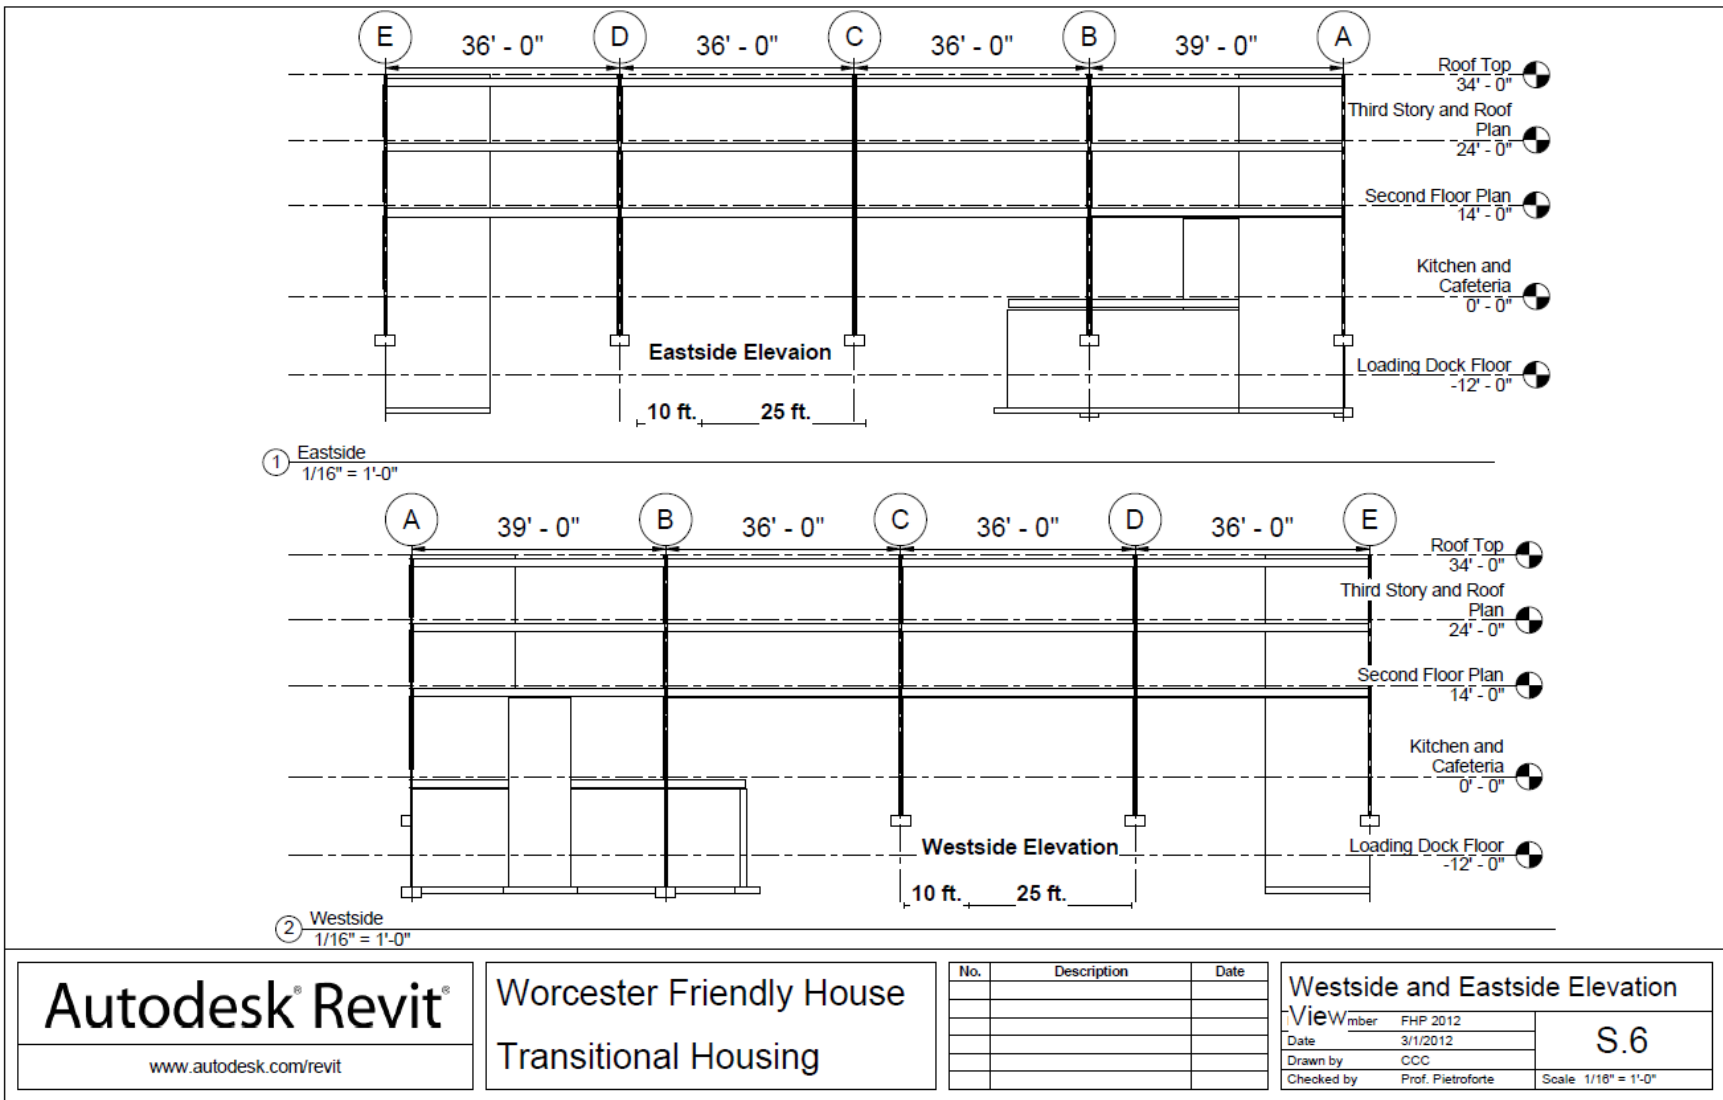 E 36' - 0" D 36' - 0" C 36' - 0" B 39' - 0" A
Roof Top
34' - 0"
Third Story and Roof
Plan
24' - 0"
Second Floor Plan
14' - 0"
Kitchen and
Cafeteria
0' - 0"
Eastside Elevaion
Loading Dock Floor
-12' - 0"
10 ft. 25 ft.
1 Eastside
1/16" = 1'-0"
A 39' - 0" B 36' - 0" C 36' - 0" D 36' - 0" E
Roof Top
34' - 0"
Third Story and Roof
Plan
24' - 0"
Second Floor Plan
14' - 0"
Kitchen and
Cafeteria
0' - 0"
Westside Elevation
Loading Dock Floor
-12' - 0"
10 ft. 25 ft.
2 Westside
1/16" = 1'-0"
Autodesk® Revit®
www.autodesk.com/revit
Worcester Friendly House
Transitional Housing
No. Description Date
Westside and Eastside Elevation
View
mber FHP 2012
Date 3/1/2012
Drawn by CCC
Checked by Prof. Pietroforte
S.6
Scale 1/16" = 1'-0"